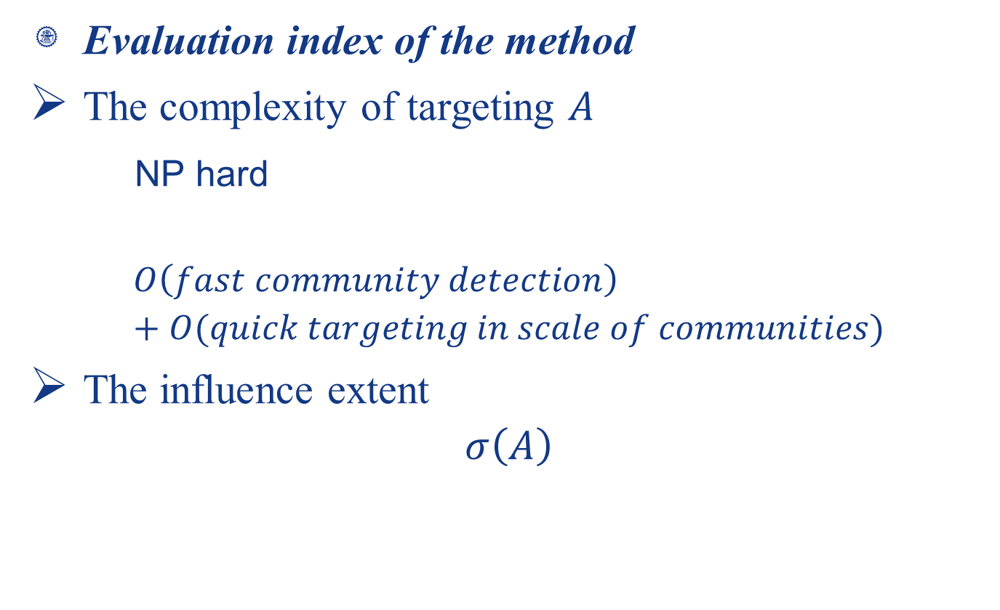 Evaluation index of the method
The complexity of targeting A
NP hard
O(fast community detection)
+ O(quick targeting in scale of communities)
The influence extent
σ(A)